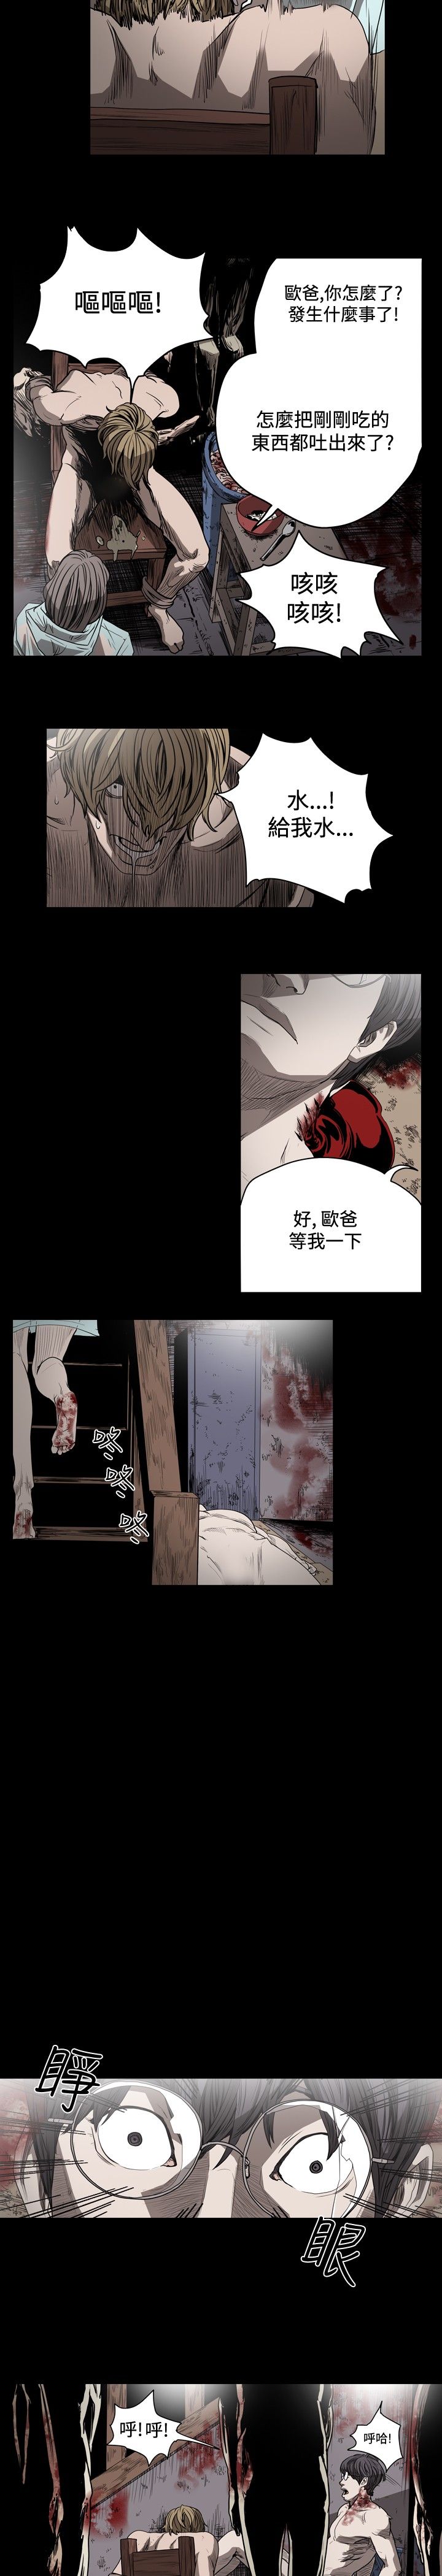 嘔嘔嘔!
歐爸,你怎麼了?
發生什麼事了!
怎麼把剛剛吃的
東西都吐出來了?
咳咳
咳咳!
水...!
給我水...
好, 歐爸
等我一下
咚、
咚、
咚
睜
眼
呼! 呼!
呼哈!